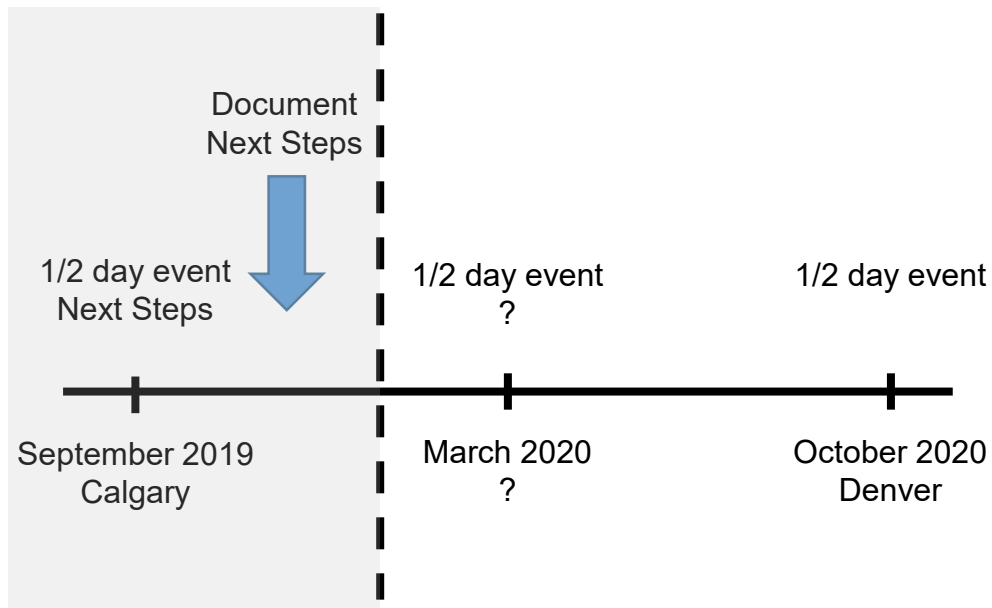 Document
Next Steps
1/2 day event
Next Steps
1/2 day event
?
1/2 day event
September 2019
Calgary
March 2020
?
October 2020
Denver